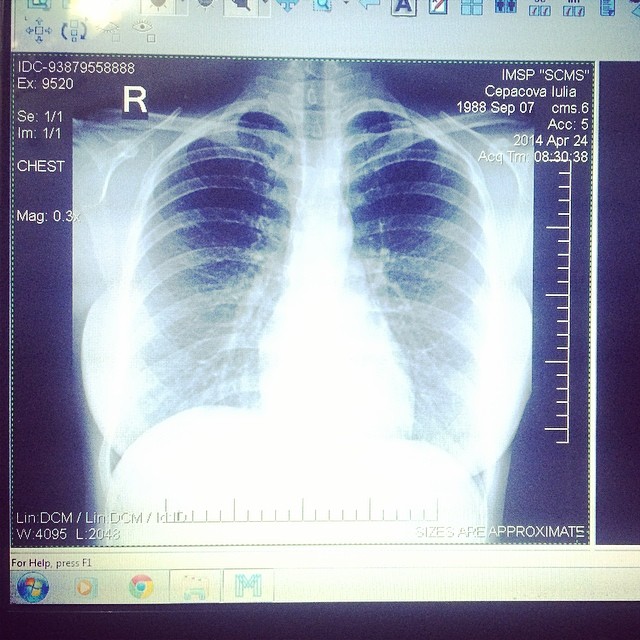 A
IDC-93879558888
Ex: 9520
R
Se: 1/1
Im: 1/1
CHEST
Mag: 0.3x
IMSP "SCMS"
Cepacova Iulia
1988 Sep 07 cms.6
Acc: 5
2014 Apr 24
Acq Tm: 08:30:38
Lin:DCM / Lin:DCM / Id:ID
W:4095 L:2048
SIZES ARE APPROXIMATE
For Help, press F1